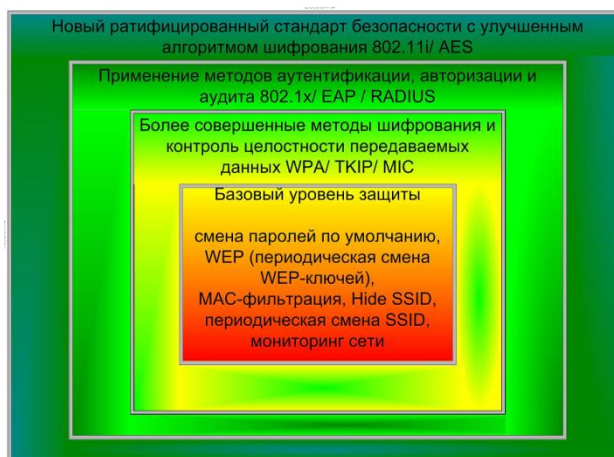 Новый ратифицированный стандарт безопасности с улучшенным
алгоритмом шифрования 802.11i/ AES
Применение методов аутентификации, авторизации и
аудита 802.1x/ EAP / RADIUS
Более совершенные методы шифрования и
контроль целостности передаваемых
данных WPA/ TKIP/ MIC
Базовый уровень защиты
смена паролей по умолчанию,
WEP (периодическая смена
WEP-ключей),
MAC-фильтрация, Hide SSID,
периодическая смена SSID,
мониторинг сети